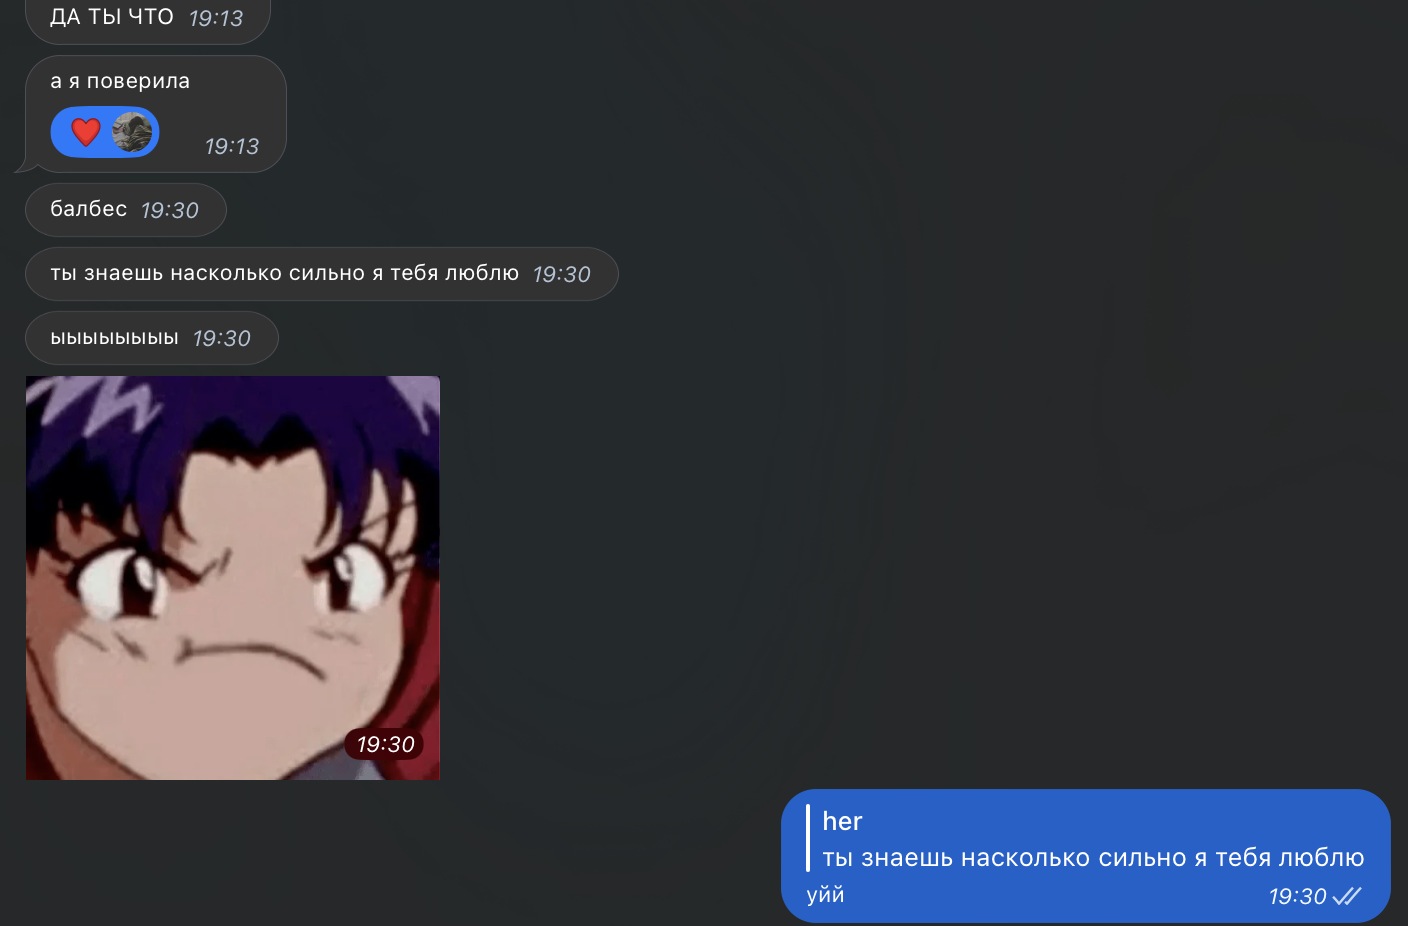 ДА ТЫ ЧТО 19:13
а я поверила
19:13
балбес 19:30
ты знаешь насколько сильно я тебя люблю 19:30
ыыыыыыыы 19:30
19:30
her
ты знаешь насколько сильно я тебя люблю
уйй 19:30